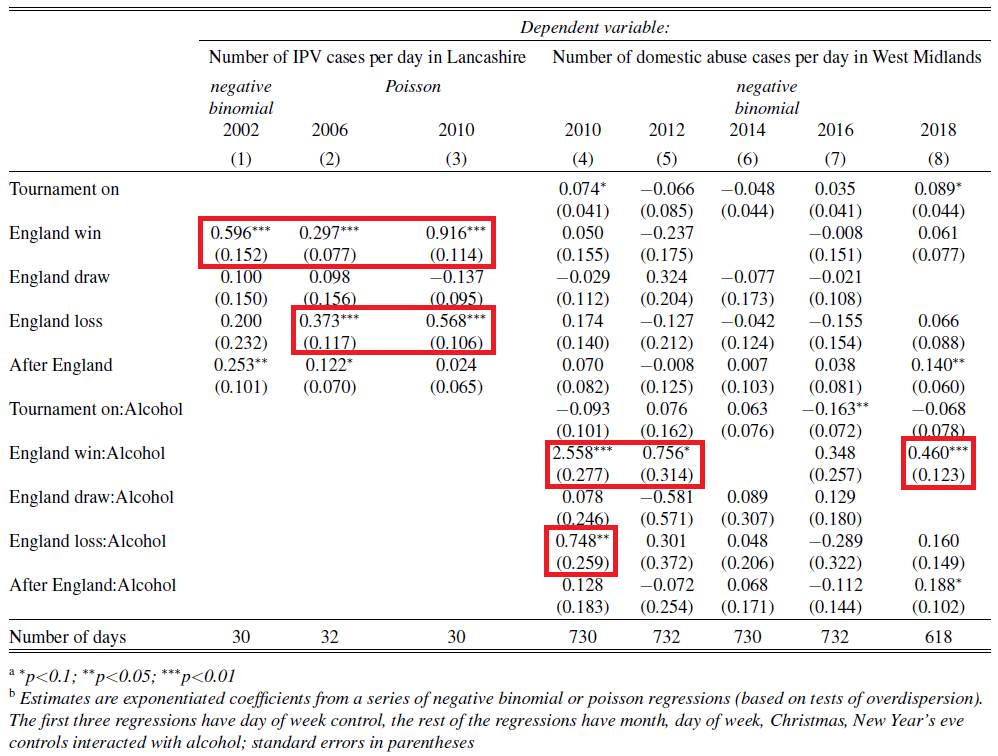 Dependent variable:
Number of IPV cases per day in Lancashire Number of domestic abuse cases per day in West Midlands
negative Poisson negative
binomial binomial
2002 2006 2010 2010 2012 2014 2016 2018
(1) (2) (3) (4) (5) (6) (7) (8)
Tournament on 0.074* −0.066 −0.048 0.035 0.089*
(0.041) (0.085) (0.044) (0.041) (0.044)
England win 0.596*** 0.297*** 0.916*** 0.050 −0.237 −0.008 0.061
(0.152) (0.077) (0.114) (0.155) (0.175) (0.151) (0.077)
England draw 0.100 0.098 −0.137 −0.029 0.324 −0.077 −0.021
(0.150) (0.156) (0.095) (0.112) (0.204) (0.173) (0.108)
England loss 0.200 0.373*** 0.568*** 0.174 −0.127 −0.042 −0.155 0.066
(0.232) (0.117) (0.106) (0.140) (0.212) (0.124) (0.154) (0.088)
After England 0.253** 0.122* 0.024 0.070 −0.008 0.007 0.038 0.140**
(0.101) (0.070) (0.065) (0.082) (0.125) (0.103) (0.081) (0.060)
Tournament on:Alcohol −0.093 0.076 0.063 −0.163** −0.068
(0.101) (0.162) (0.076) (0.072) (0.078)
England win:Alcohol 2.558*** 0.756* 0.348 0.460***
(0.277) (0.314) (0.257) (0.123)
England draw:Alcohol 0.078 −0.581 0.089 0.129
(0.246) (0.571) (0.307) (0.180)
England loss:Alcohol 0.748** 0.301 0.048 −0.289 0.160
(0.259) (0.372) (0.206) (0.322) (0.149)
After England:Alcohol 0.128 −0.072 0.068 −0.112 0.188*
(0.183) (0.254) (0.171) (0.144) (0.102)
Number of days 30 32 30 730 732 730 732 618
a *p<0.1; **p<0.05; ***p<0.01
b Estimates are exponentiated coefficients from a series of negative binomial or poisson regressions (based on tests of overdispersion).
The first three regressions have day of week control, the rest of the regressions have month, day of week, Christmas, New Year's eve
controls interacted with alcohol; standard errors in parentheses